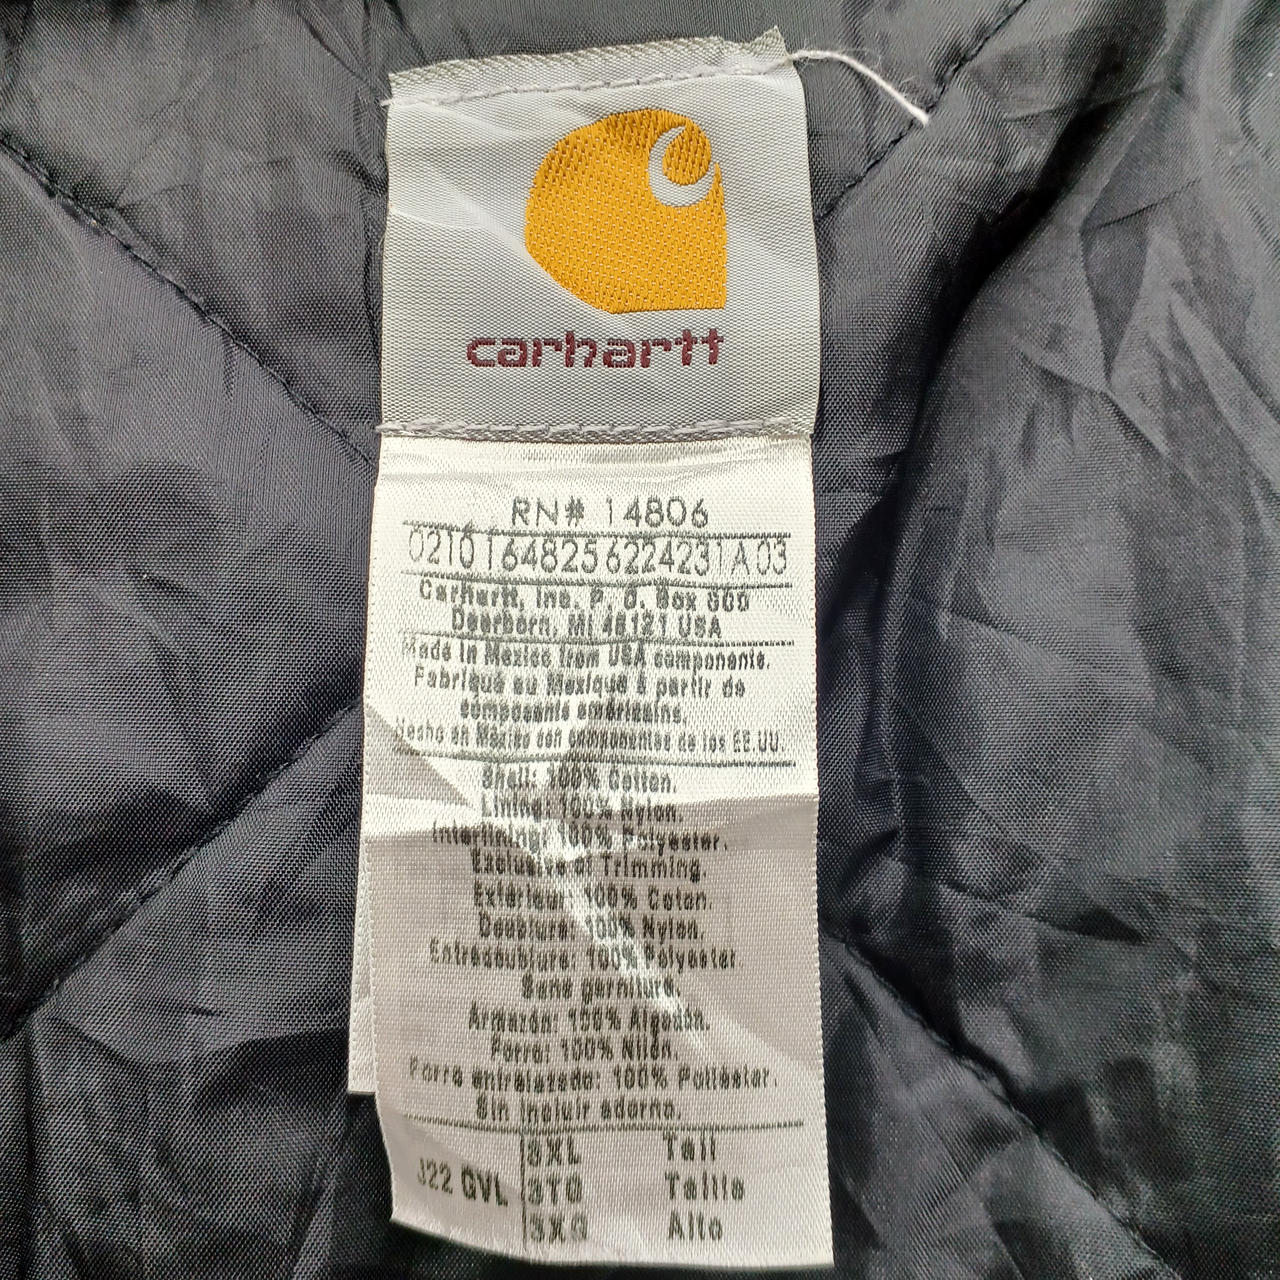 carhartt
RN# 14806
02101648256224231A03
Carhartt, Inc. P. O. Box 600
Dearborn, MI 48121 USA
Made in Mexico from USA components.
Fabriqué au Mexique à partir de
composants américains.
Hecho en México con componentes de los EE.UU.
Shell: 100% Cotton.
Lining: 100% Nylon.
Interlining: 100% Polyester.
Exclusive of Trimming.
Extérieur: 100% Coton.
Doublure: 100% Nylon.
Entredoublure: 100% Polyester.
Sans garniture.
Armazón: 100% Algodón.
Forro: 100% Nilón.
Forro entrelazado: 100% Poliéster.
Sin incluir adorno.
3XL Tall
J22 GVL 3TG Taille
3XG Alto